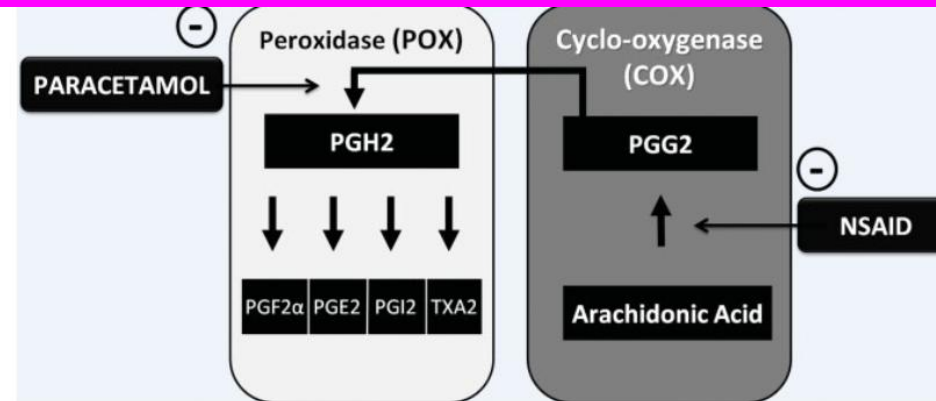 -
Peroxidase (POX)
Cyclo-oxygenase
(COX)
PARACETAMOL
PGH2
PGG2
-
NSAID
PGF2α PGE2 PGI2 TXA2
Arachidonic Acid